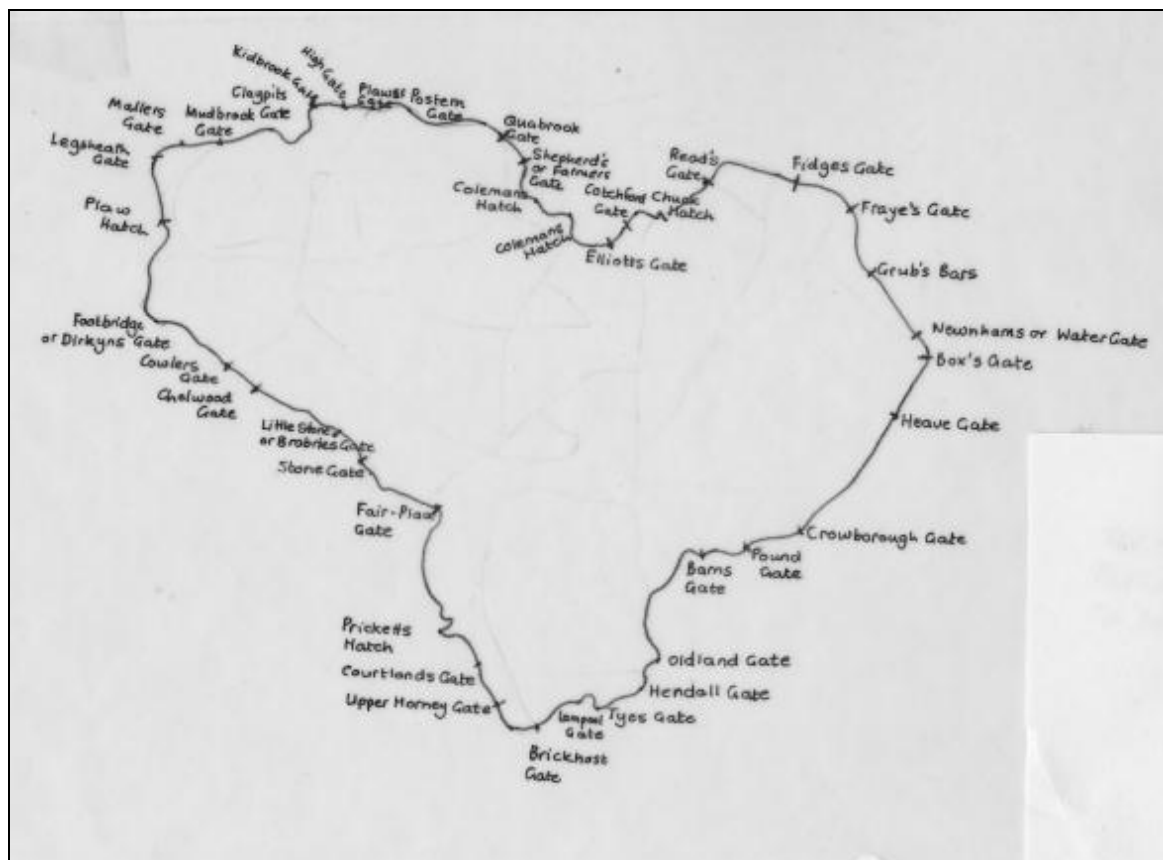 Kidbrook Gate
High Gate
Plawes
Gate
Postern
Gate
Clagpits
Gate
Mallers
Gate
Mudbrook
Gate
Legsheath
Gate
Plaw
Hatch
Quabrook
Gate
Shepherd's
or Farmers
Gate
Colemans
Hatch
Colemans
Hatch
Elliotts Gate
Cotchford
Gate
Chuck
Hatch
Read's
Gate
Fidges Gate
Fraye's Gate
Grub's Bars
Newnhams or Water Gate
Box's Gate
Heave Gate
Crowborough Gate
Pound
Gate
Barns
Gate
Oldland Gate
Hendall Gate
Tyes Gate
Lampool
Gate
Brickhost
Gate
Upper Horney Gate
Courtlands Gate
Pricketts
Hatch
Fair-Place
Gate
Stone Gate
Little Stone
or Brabries Gate
Chelwood
Gate
Cowlers
Gate
Footbridge
or Dirkyns Gate